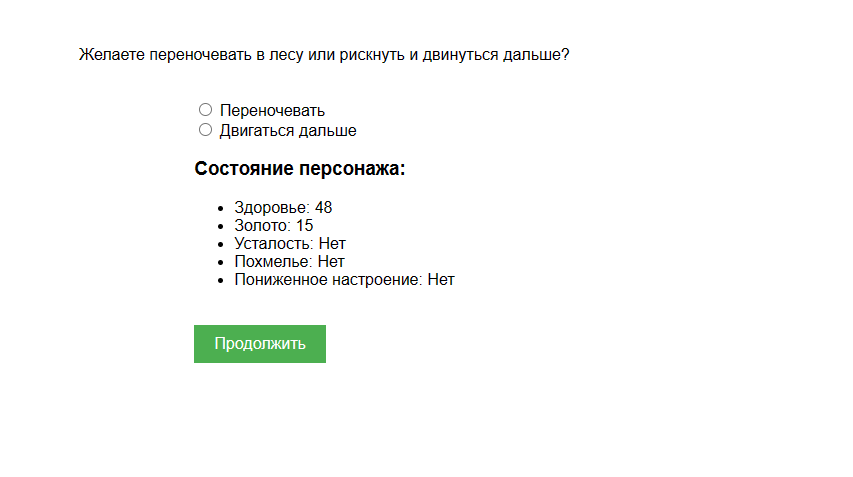 Желаете переночевать в лесу или рискнуть и двинуться дальше?
Переночевать
Двигаться дальше
Состояние персонажа:
Здоровье: 48
Золото: 15
Усталость: Нет
Похмелье: Нет
Пониженное настроение: Нет
Продолжить